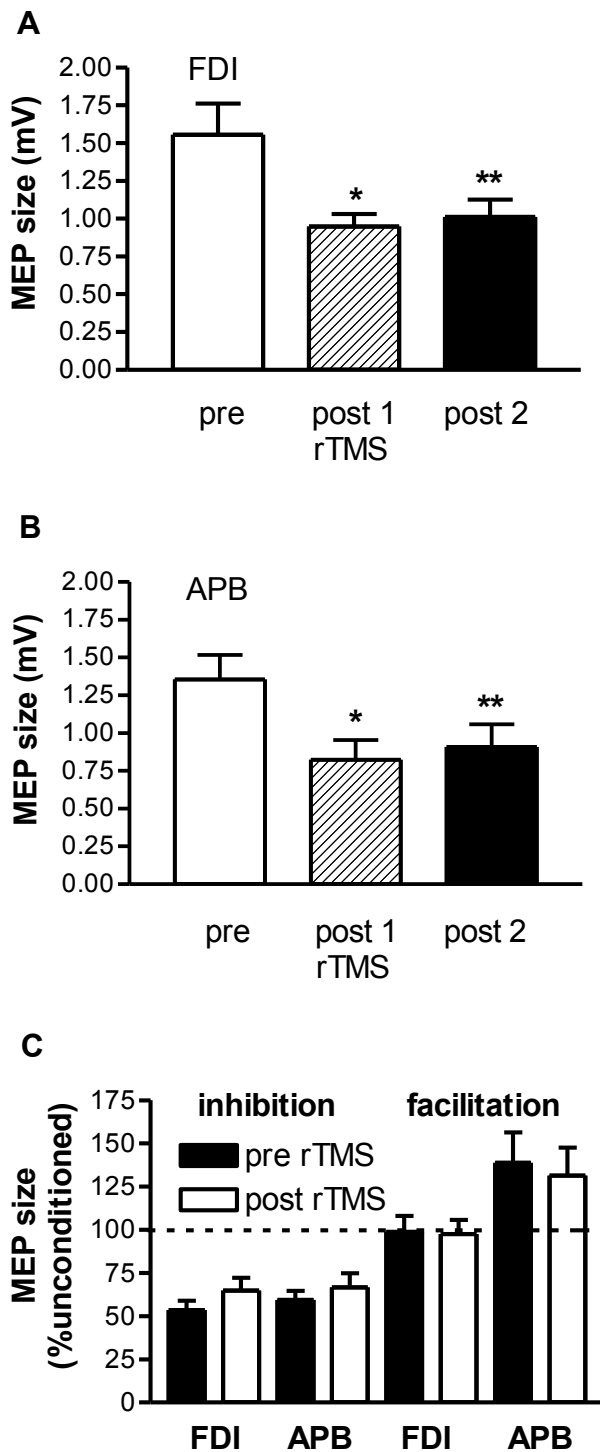 A
FDI
MEP size (mV)
2.00
1.75
1.50
1.25
1.00
0.75
0.50
0.25
0.00
* **
pre post 1 post 2
rTMS
B
APB
MEP size (mV)
2.00
1.75
1.50
1.25
1.00
0.75
0.50
0.25
0.00
* **
pre post 1 post 2
rTMS
C
MEP size
(%unconditioned)
175
150
125
100
75
50
25
0
inhibition facilitation
pre rTMS
post rTMS
FDI APB FDI APB